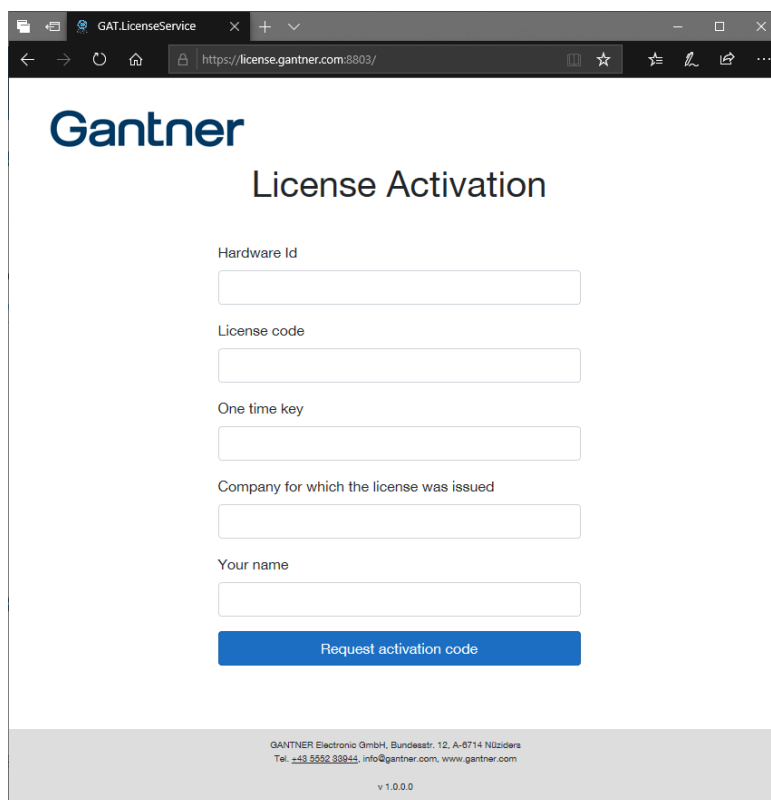 GAT.LicenseService
https://license.gantner.com:8803/
Gantner
License Activation
Hardware Id
License code
One time key
Company for which the license was issued
Your name
Request activation code
GANTNER Electronic GmbH, Bundesstr. 12, A-6714 Nüziders
Tel. +43 5552 33944, info@gantner.com, www.gantner.com
v 1.0.0.0